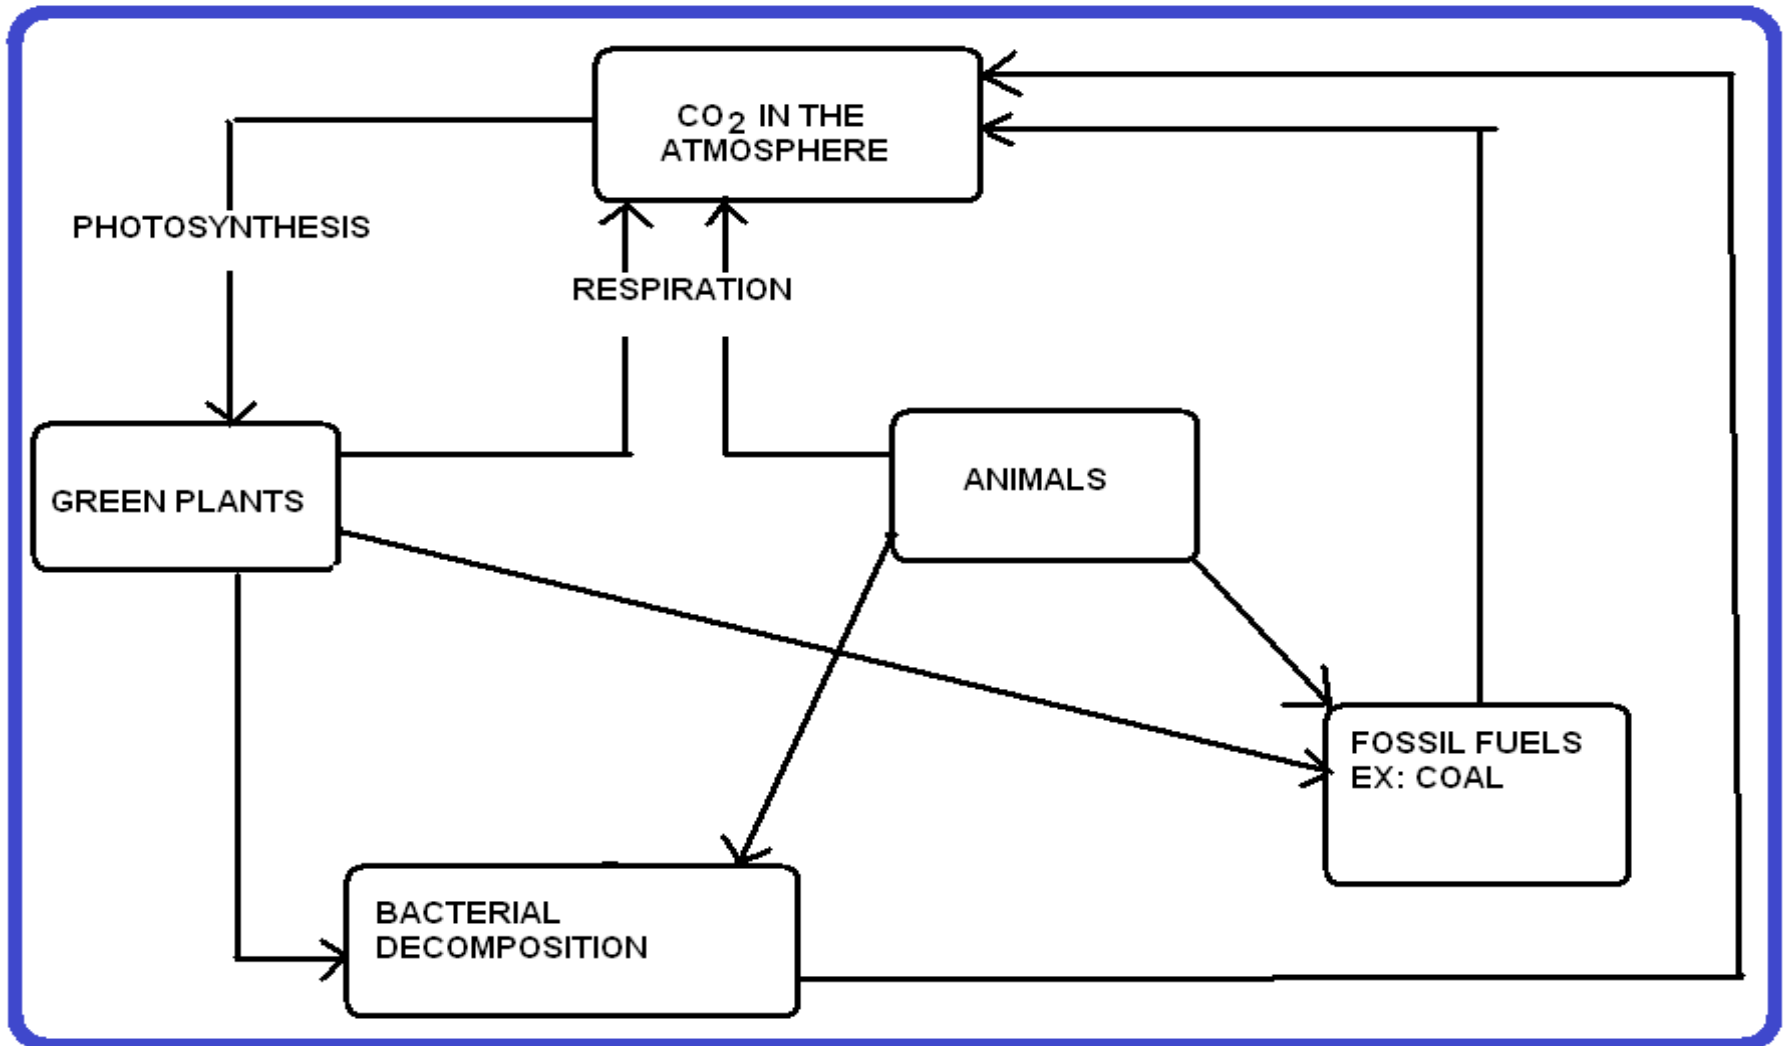 CO₂ IN THE
ATMOSPHERE
PHOTOSYNTHESIS
RESPIRATION
ANIMALS
GREEN PLANTS
FOSSIL FUELS
EX: COAL
BACTERIAL
DECOMPOSITION